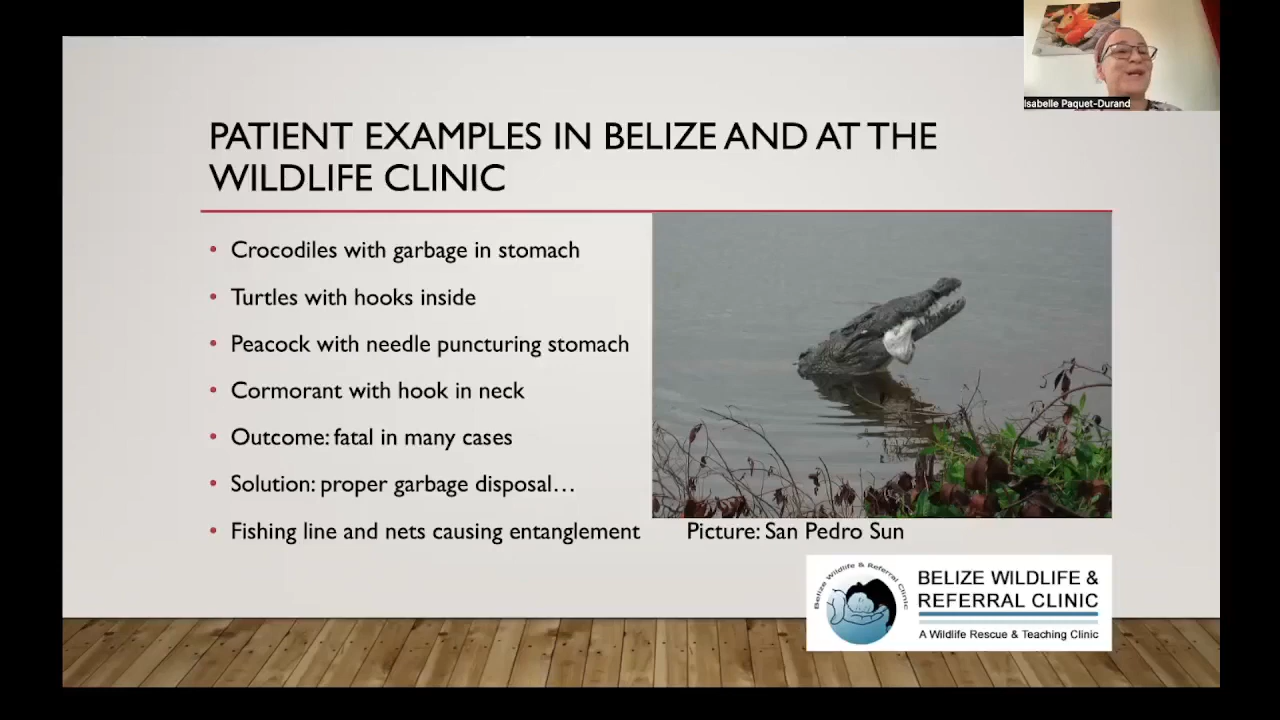 Isabelle Paquet-Durand
PATIENT EXAMPLES IN BELIZE AND AT THE
WILDLIFE CLINIC
• Crocodiles with garbage in stomach
• Turtles with hooks inside
• Peacock with needle puncturing stomach
• Cormorant with hook in neck
• Outcome: fatal in many cases
• Solution: proper garbage disposal…
• Fishing line and nets causing entanglement
Picture: San Pedro Sun
Belize Wildlife & Referral Clinic
BELIZE WILDLIFE &
REFERRAL CLINIC
A Wildlife Rescue & Teaching Clinic